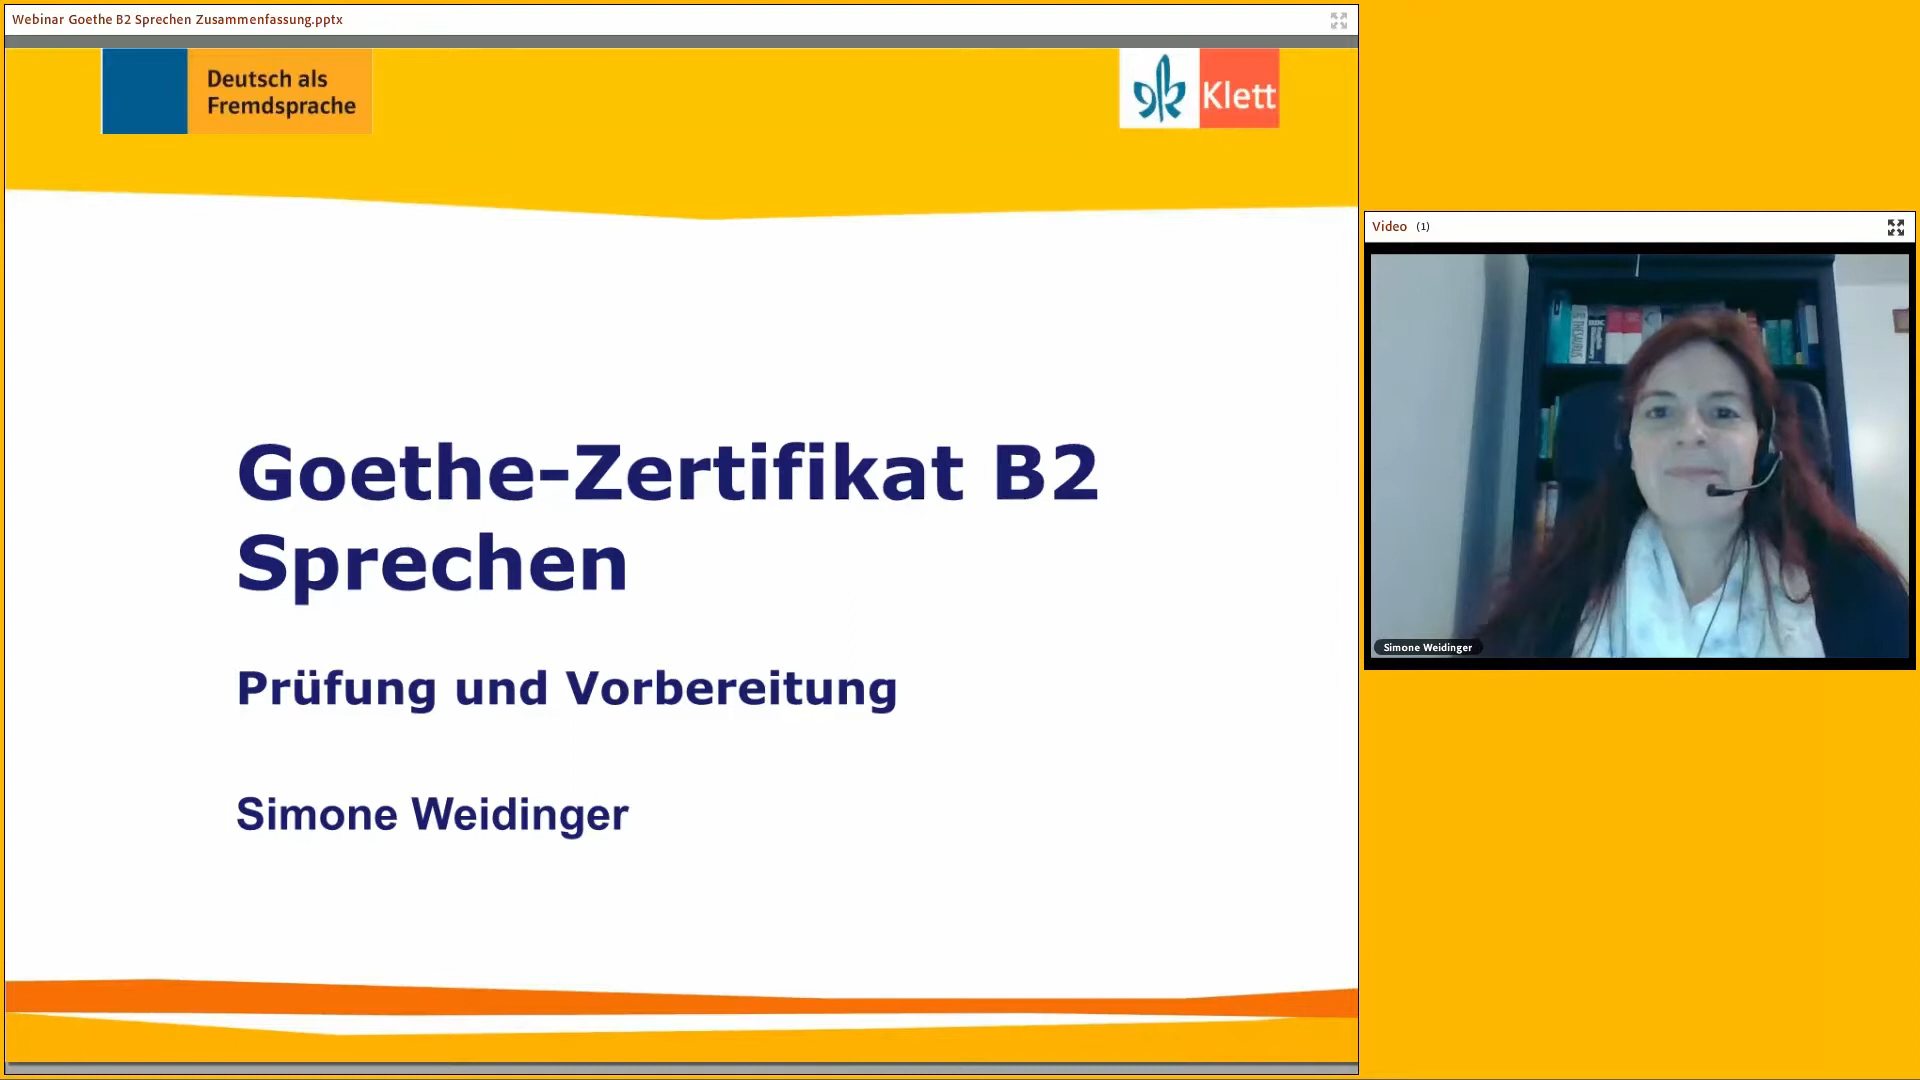 Webinar Goethe B2 Sprechen Zusammenfassung.pptx
Deutsch als
Fremdsprache
Klett
Goethe-Zertifikat B2
Sprechen
Prüfung und Vorbereitung
Simone Weidinger
Video (1)
THESAURUS
Simone Weidinger